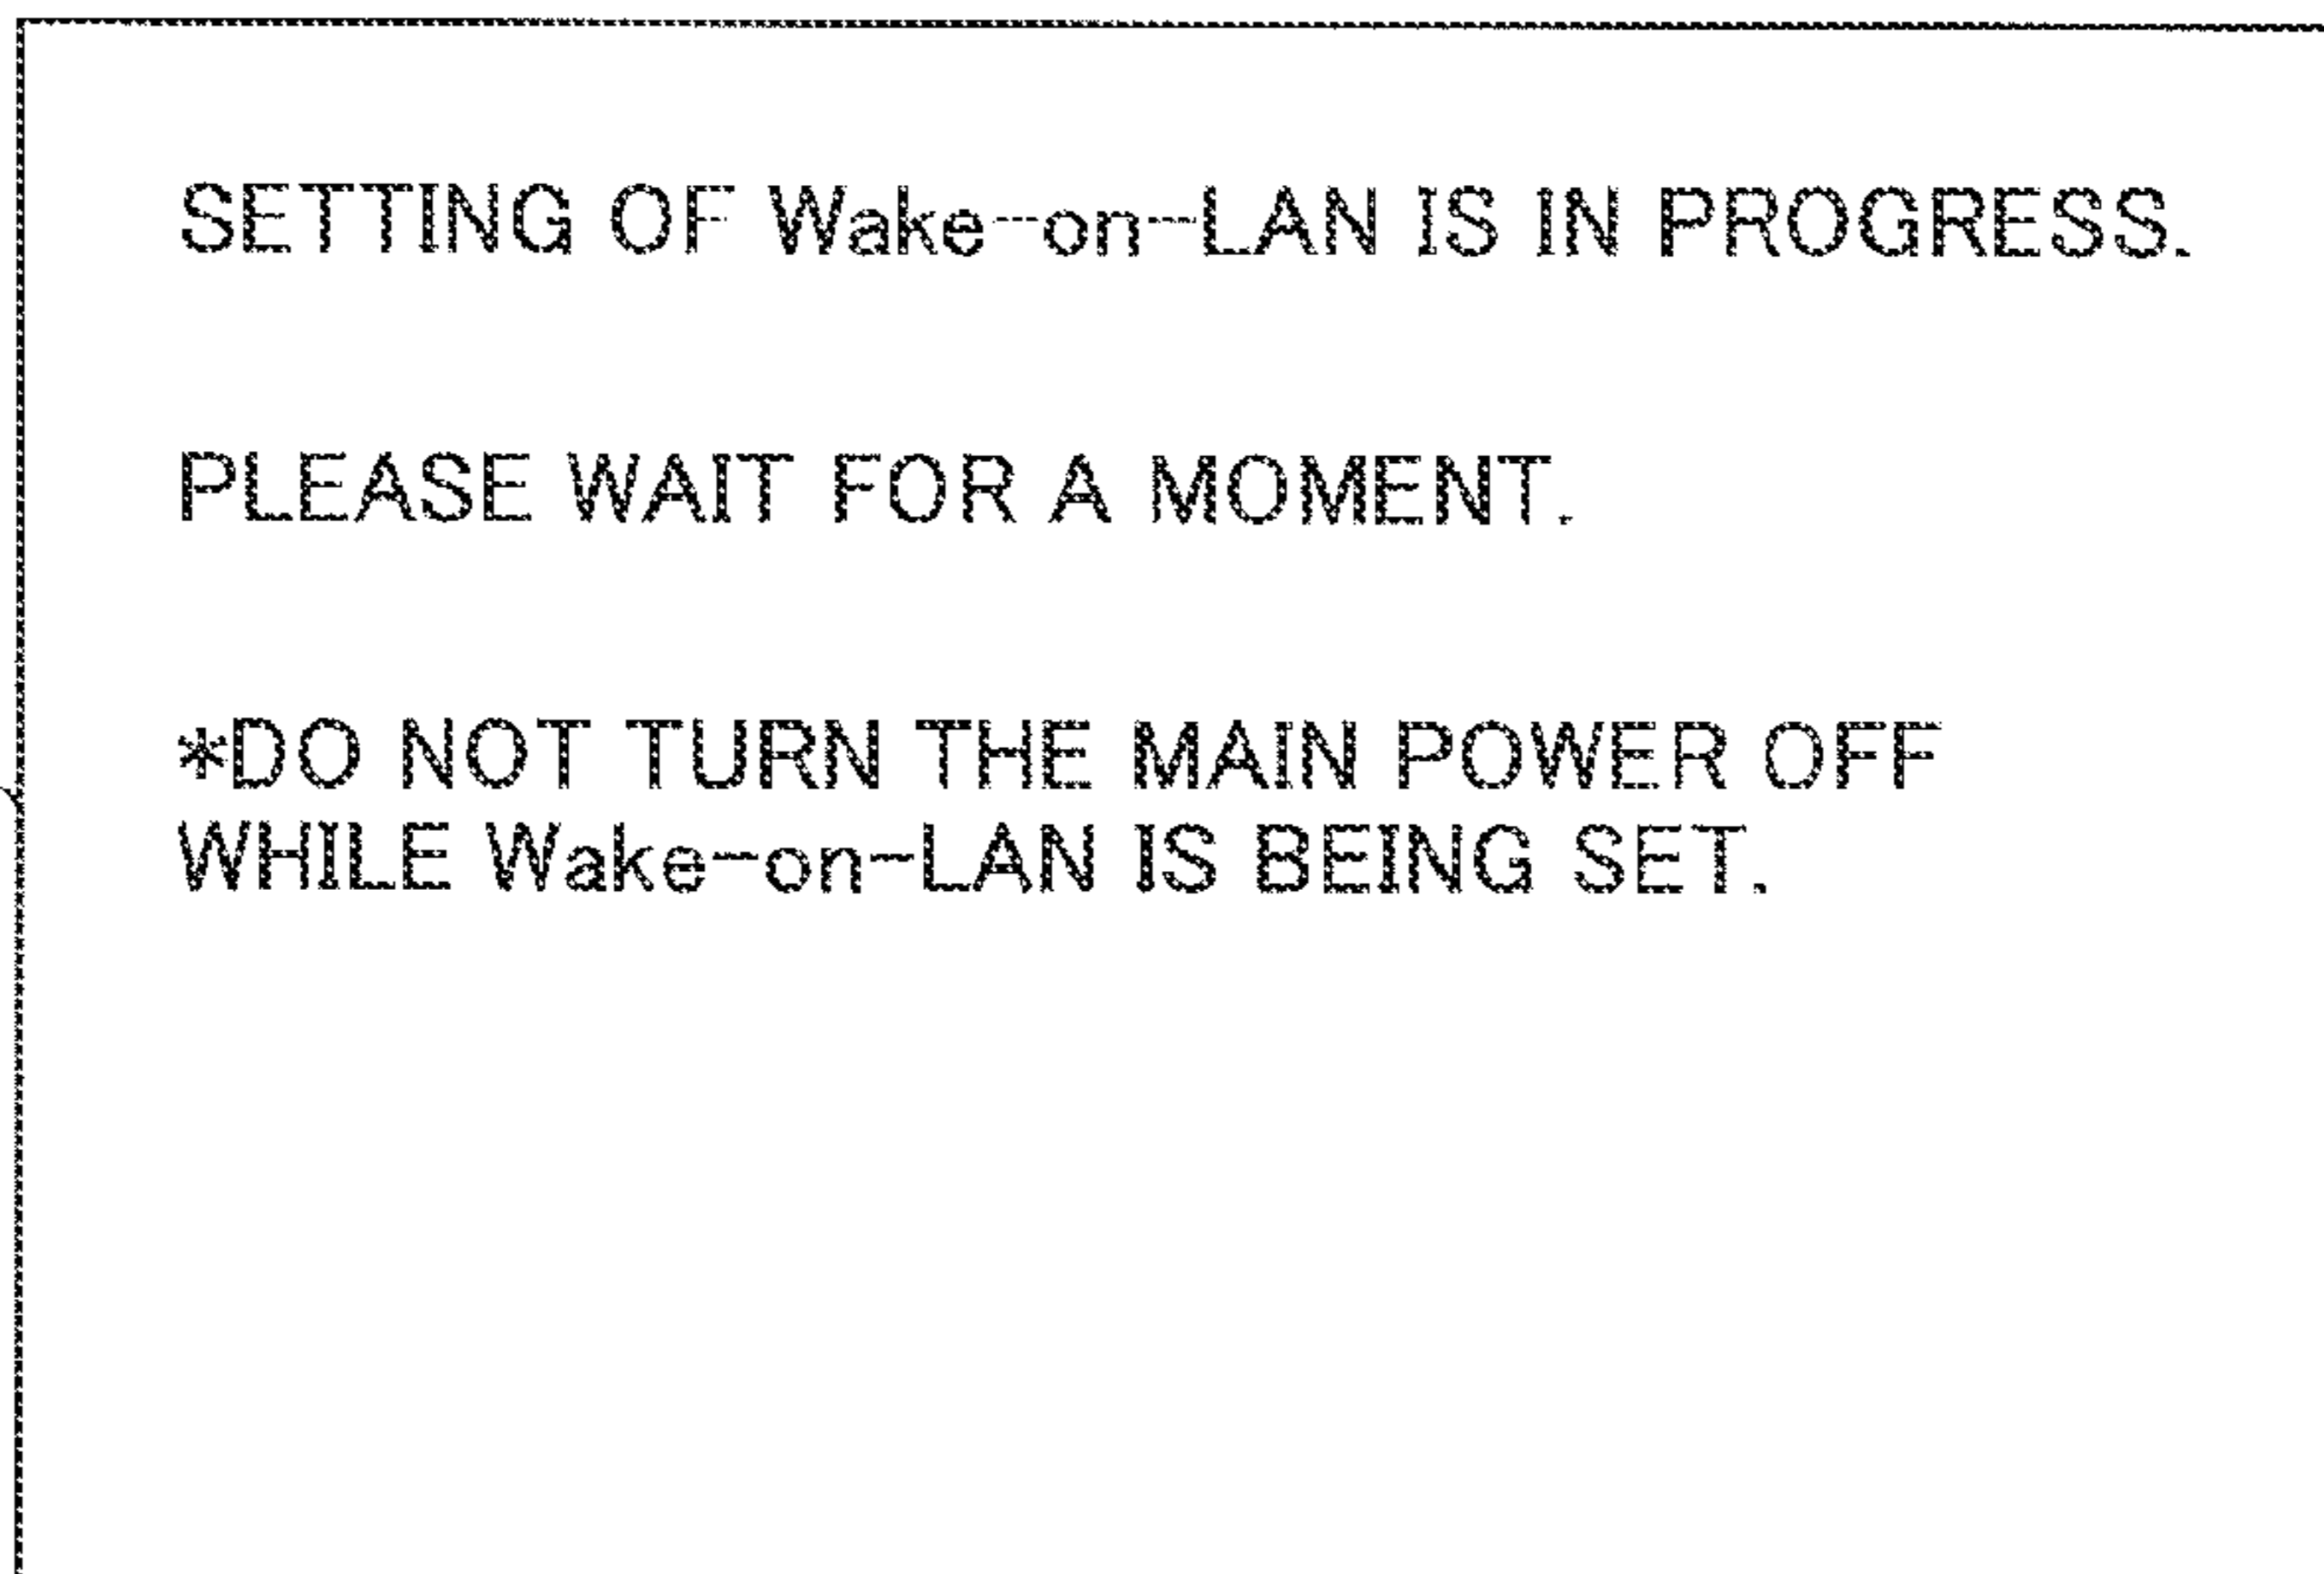 SETTING OF Wake-on-LAN IS IN PROGRESS.
PLEASE WAIT FOR A MOMENT.
*DO NOT TURN THE MAIN POWER OFF
WHILE Wake-on-LAN IS BEING SET.